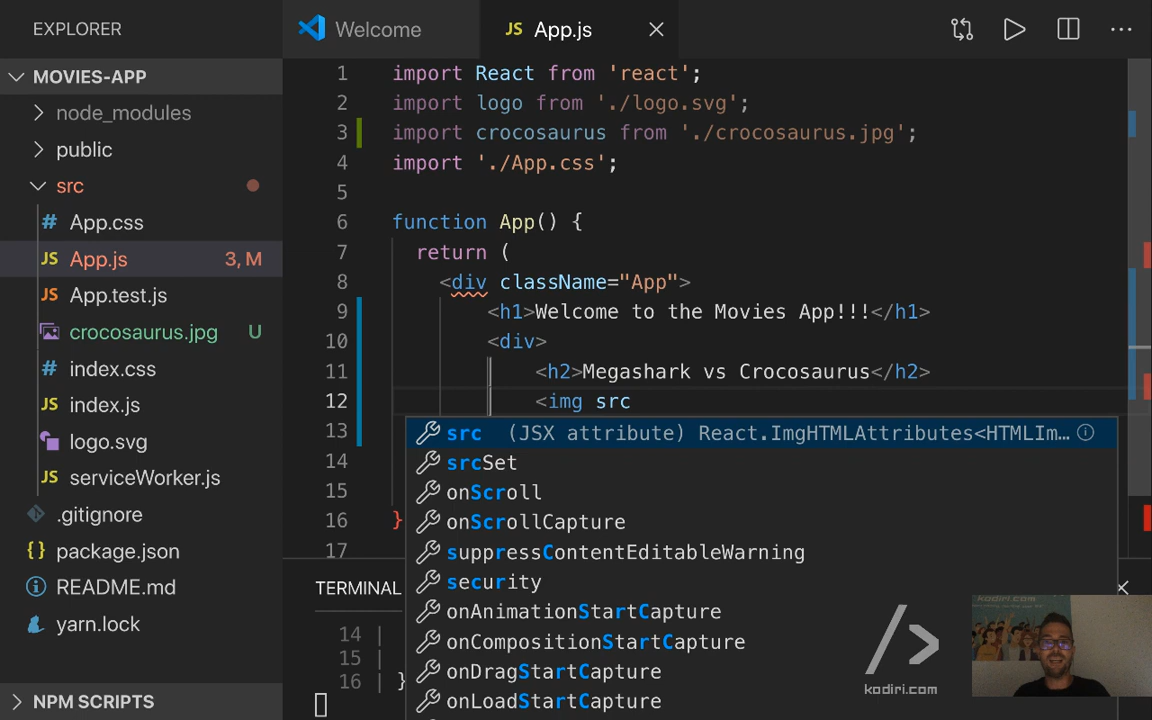 EXPLORER
MOVIES-APP
node_modules
public
src
# App.css
JS App.js 3, M
JS App.test.js
crocosaurus.jpg U
# index.css
JS index.js
logo.svg
JS serviceWorker.js
.gitignore
{} package.json
README.md
yarn.lock
NPM SCRIPTS
Welcome
JS App.js
1 import React from 'react';
2 import logo from './logo.svg';
3 import crocosaurus from './crocosaurus.jpg';
4 import './App.css';
5
6 function App() {
7 return (
8 <div className="App">
9 <h1>Welcome to the Movies App!!!</h1>
10 <div>
11 <h2>Megashark vs Crocosaurus</h2>
12 <img src
13
14
15
16 }
17
src (JSX attribute) React.ImgHTMLAttributes<HTMLIm…
srcSet
onScroll
onScrollCapture
suppressContentEditableWarning
security
onAnimationStartCapture
onCompositionStartCapture
onDragStartCapture
onLoadStartCapture
TERMINAL
14 |
15 |
16 | }
/>
kodiri.com
kodiri.com